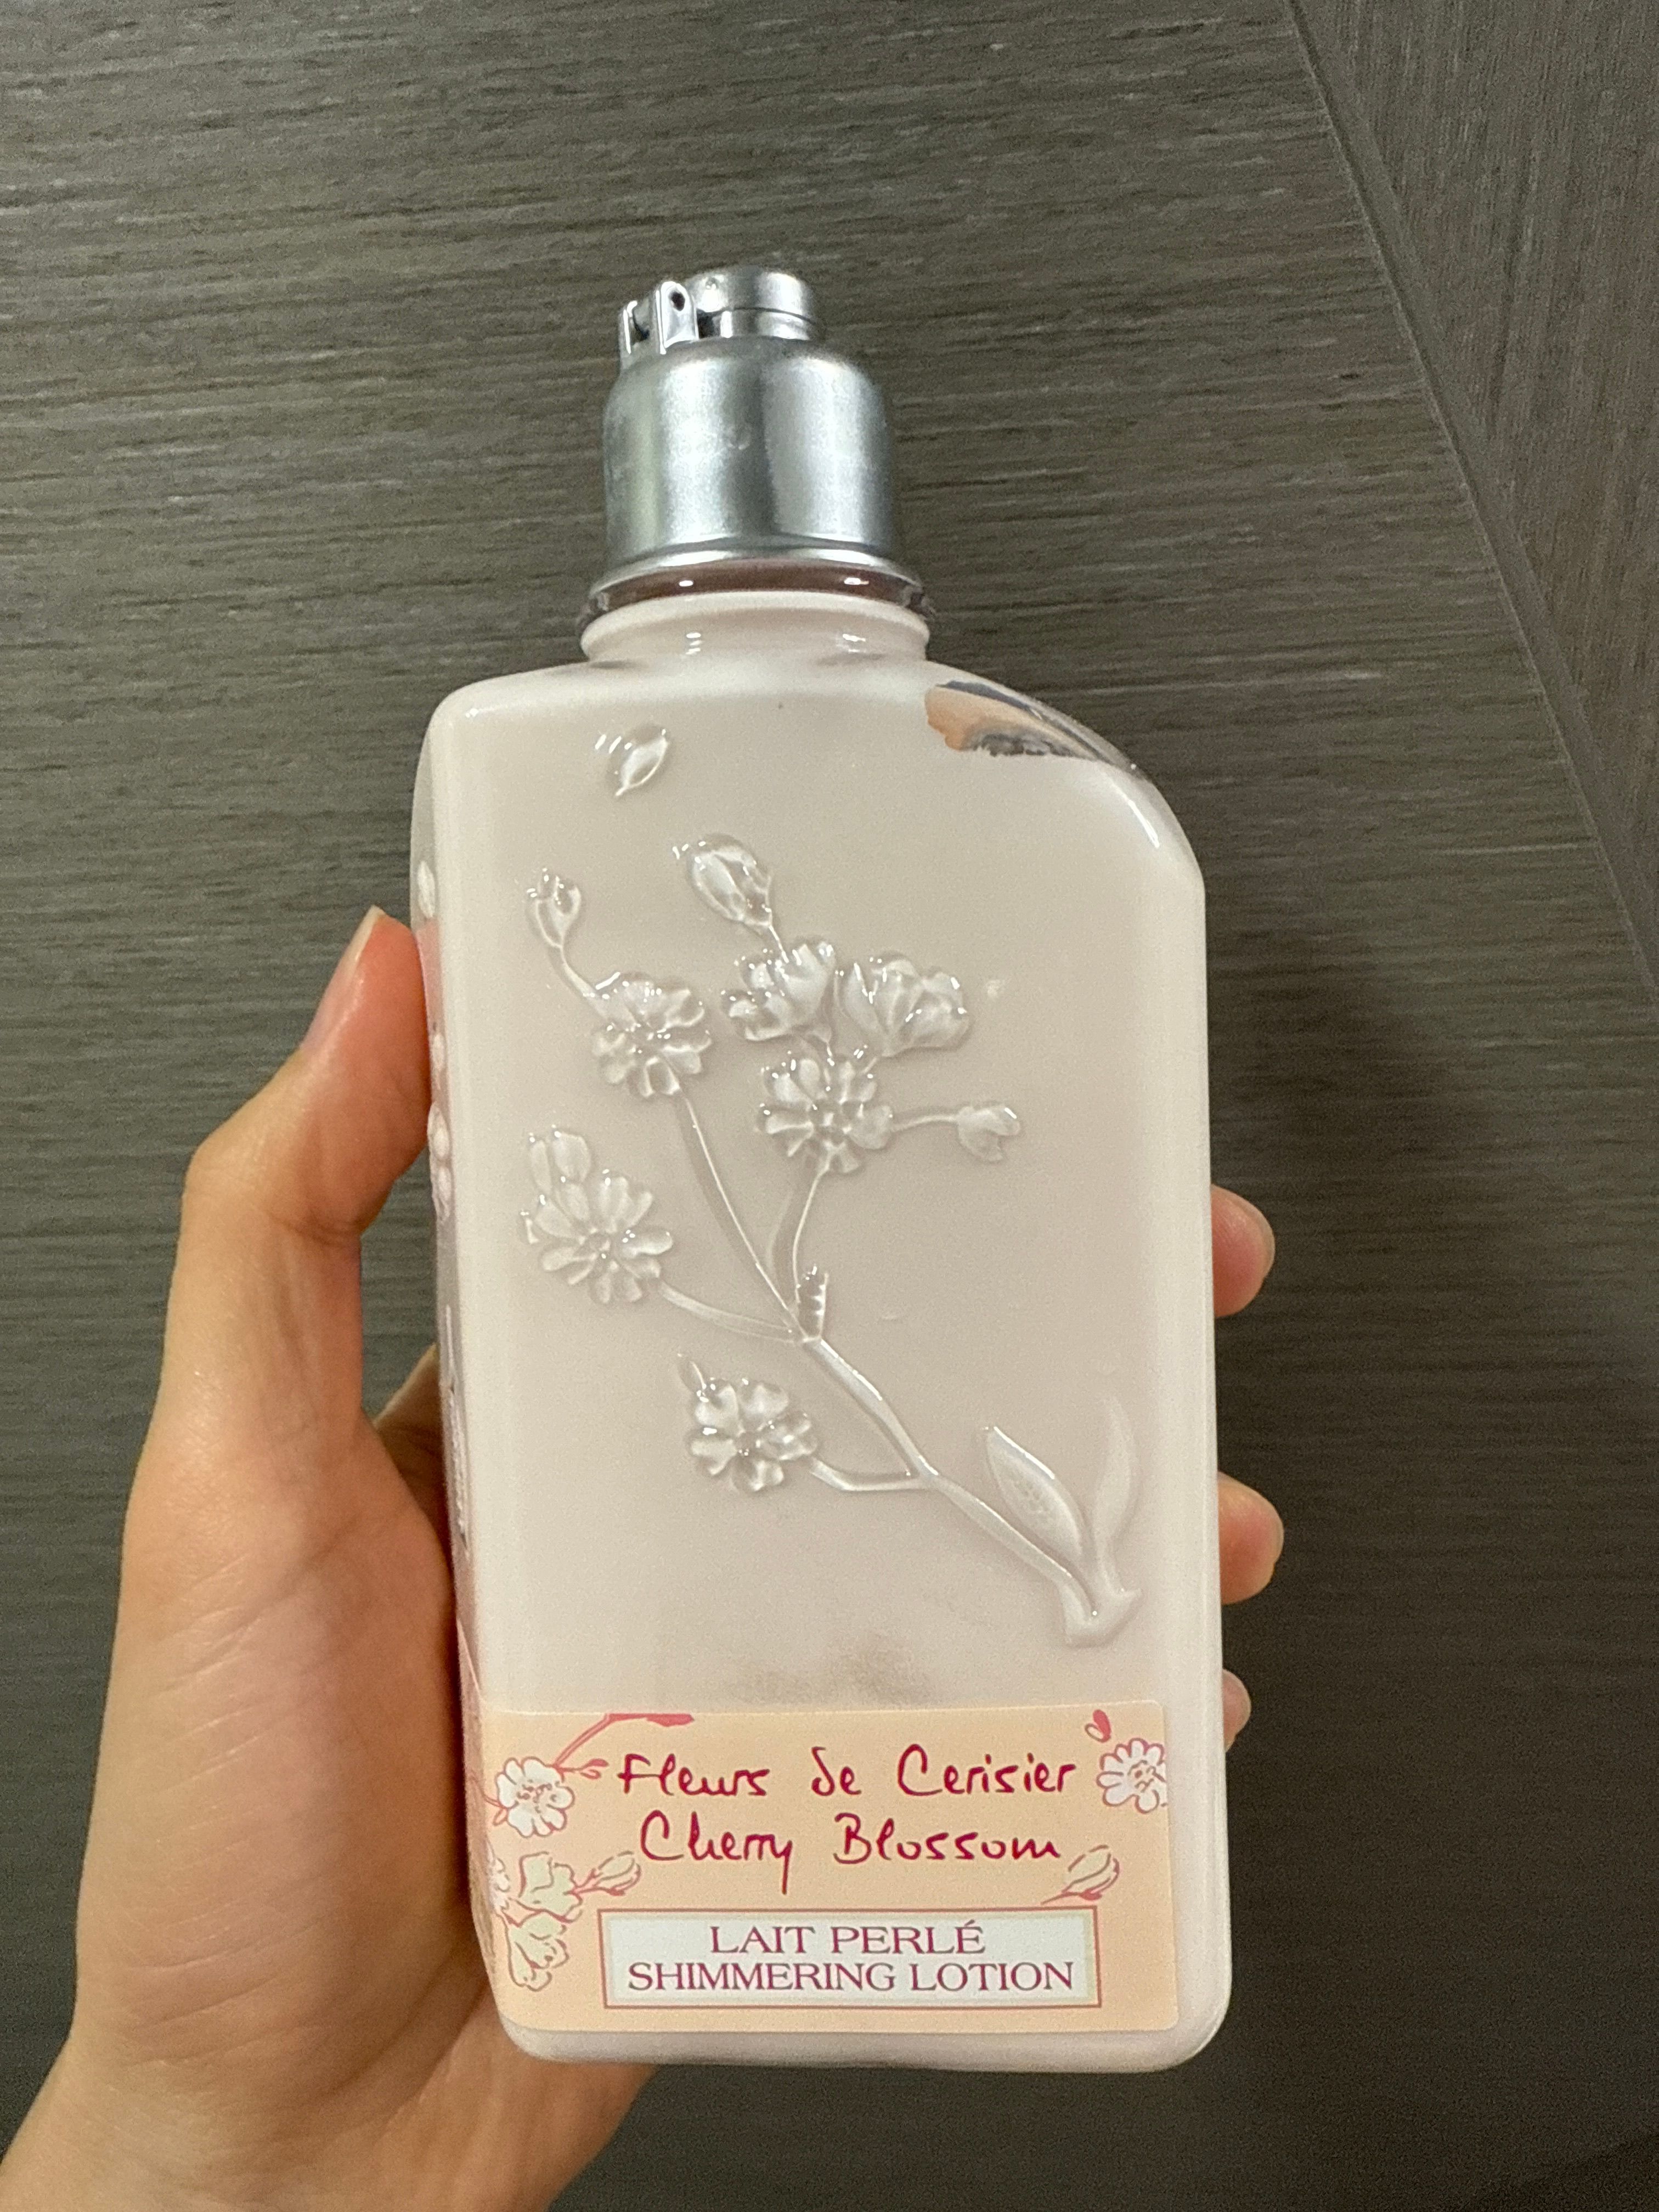 Fleurs de Cerisier
Cherry Blossom
LAIT PERLÉ
SHIMMERING LOTION